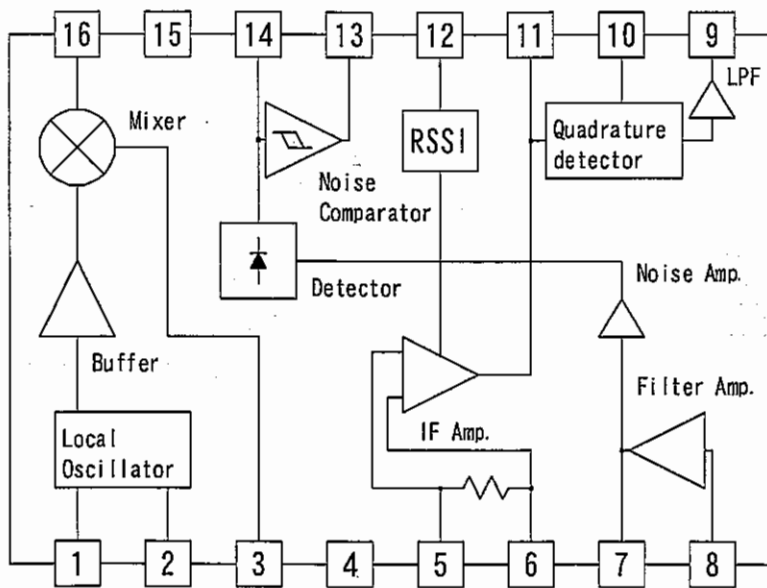 16 15 14 13 12 11 10 9
LPF
Mixer
RSSI
Quadrature
detector
Noise
Comparator
Detector
Noise Amp.
Buffer
Filter Amp.
IF Amp.
Local
Oscillator
1 2 3 4 5 6 7 8